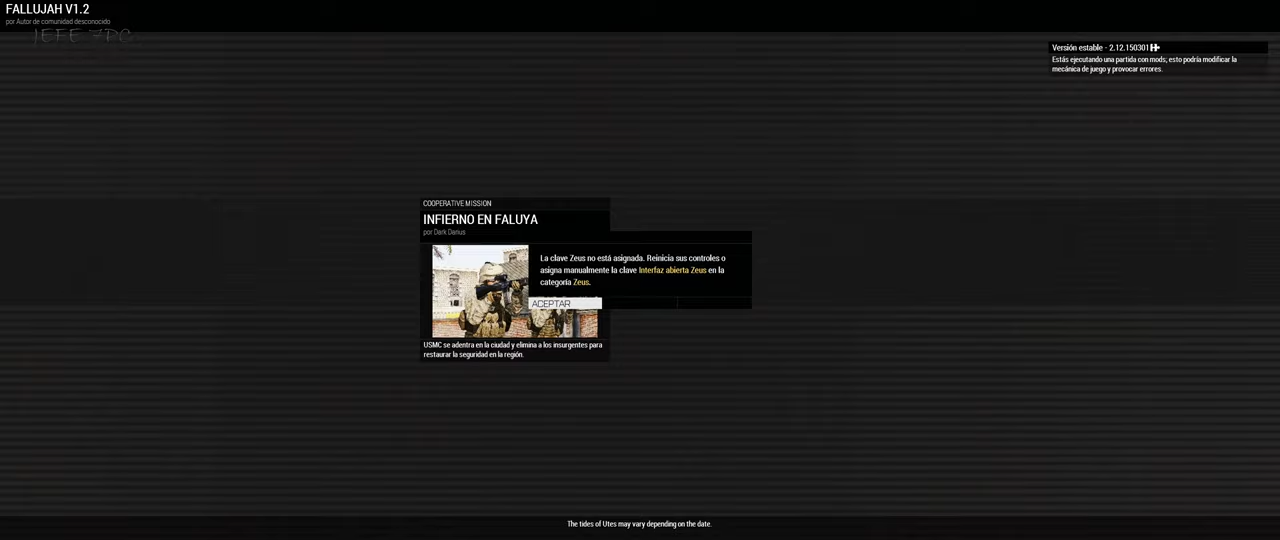 FALLUJAH V1.2
por Autor de comunidad desconocido
JEFE 7PC
Versión estable - 2.12.150301
Estás ejecutando una partida con mods; esto podría modificar la
mecánica de juego y provocar errores.
COOPERATIVE MISSION
INFIERNO EN FALUYA
por Dark Darius
La clave Zeus no está asignada. Reinicia sus controles o
asigna manualmente la clave Interfaz abierta Zeus en la
categoría Zeus.
ACEPTAR
USMC se adentra en la ciudad y elimina a los insurgentes para
restaurar la seguridad en la región.
The tides of Utes may vary depending on the date.